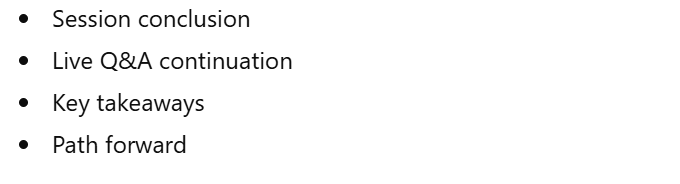 • Session conclusion
• Live Q&A continuation
• Key takeaways
• Path forward